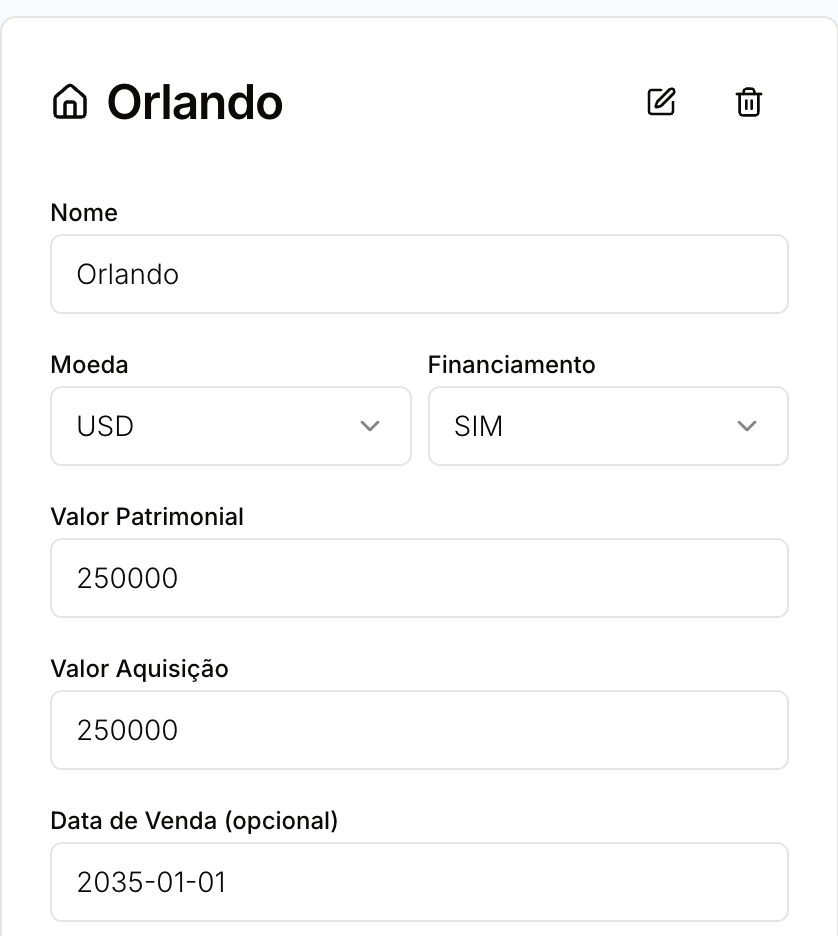 Orlando
Nome
Orlando
Moeda
Financiamento
USD
SIM
Valor Patrimonial
250000
Valor Aquisição
250000
Data de Venda (opcional)
2035-01-01